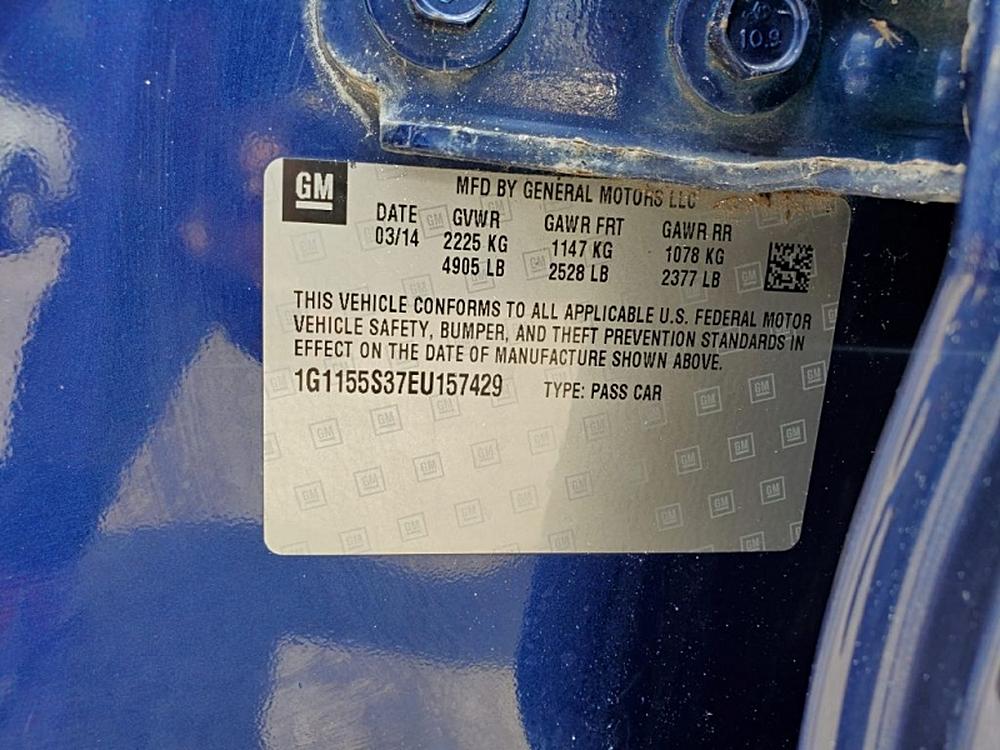 10.9
GM
MFD BY GENERAL MOTORS LLC
DATE GVWR GAWR FRT GAWR RR
03/14 2225 KG 1147 KG 1078 KG
4905 LB 2528 LB 2377 LB
THIS VEHICLE CONFORMS TO ALL APPLICABLE U.S. FEDERAL MOTOR
VEHICLE SAFETY, BUMPER, AND THEFT PREVENTION STANDARDS IN
EFFECT ON THE DATE OF MANUFACTURE SHOWN ABOVE.
1G1155S37EU157429 TYPE: PASS CAR